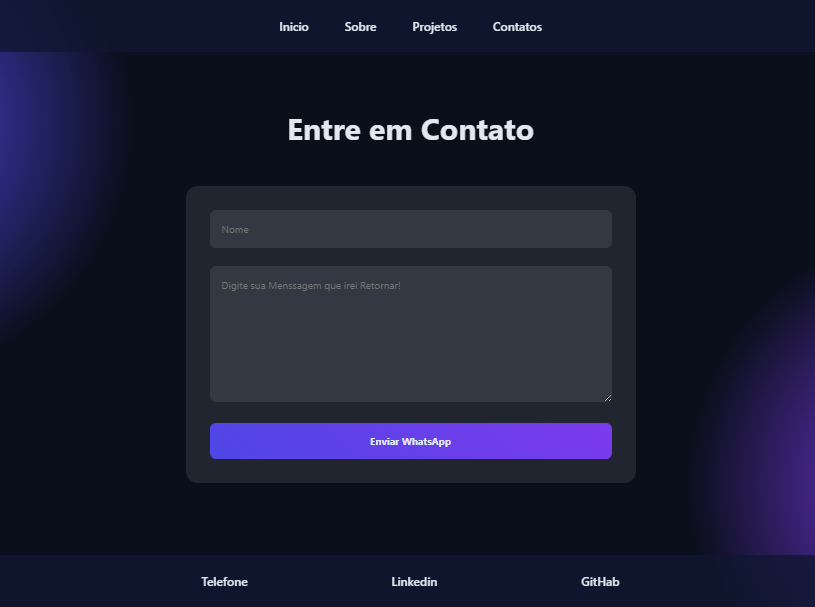 Inicio Sobre Projetos Contatos
Entre em Contato
Nome
Digite sua Menssagem que irei Retornar!
Enviar WhatsApp
Telefone Linkedin GitHab